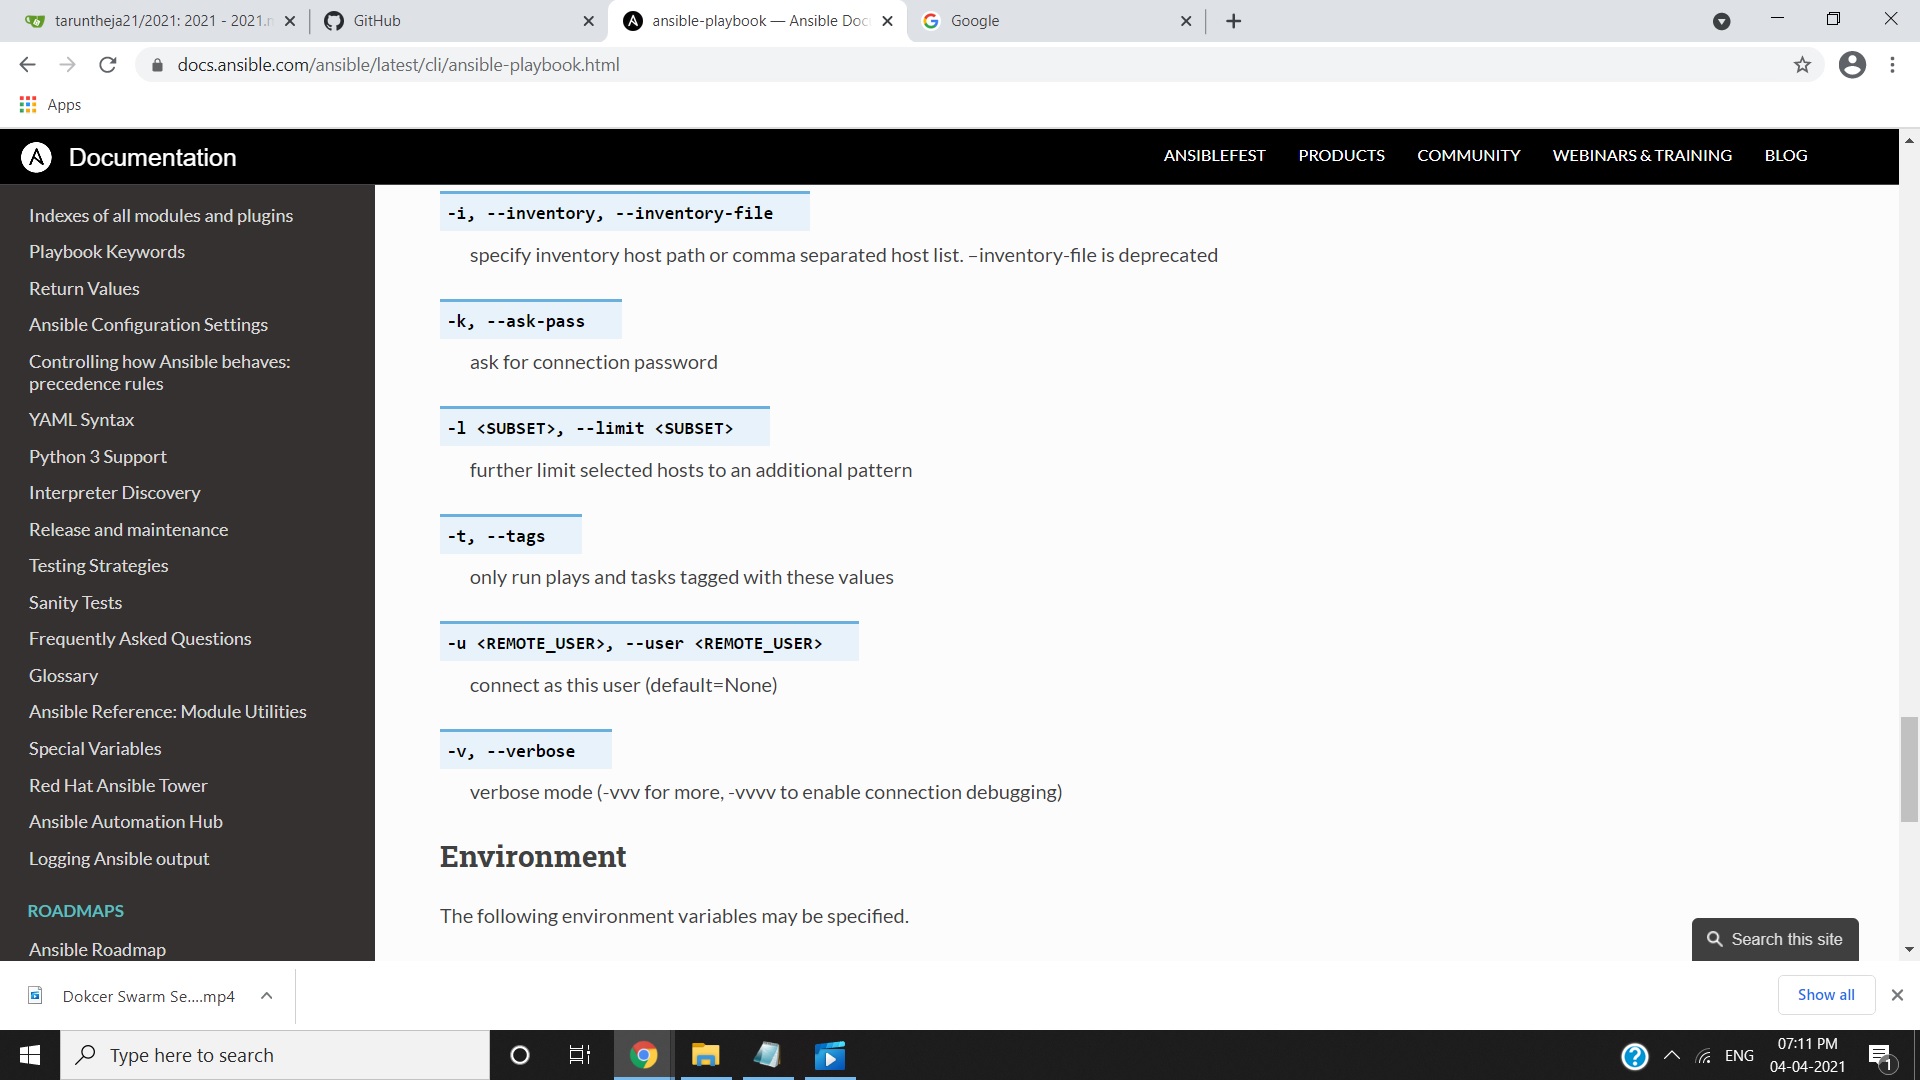 taruntheja21/2021: 2021 - 2021.n
GitHub
ansible-playbook — Ansible Doc
Google
docs.ansible.com/ansible/latest/cli/ansible-playbook.html
Apps
Documentation
ANSIBLEFEST
PRODUCTS
COMMUNITY
WEBINARS & TRAINING
BLOG
Indexes of all modules and plugins
Playbook Keywords
Return Values
Ansible Configuration Settings
Controlling how Ansible behaves:
precedence rules
YAML Syntax
Python 3 Support
Interpreter Discovery
Release and maintenance
Testing Strategies
Sanity Tests
Frequently Asked Questions
Glossary
Ansible Reference: Module Utilities
Special Variables
Red Hat Ansible Tower
Ansible Automation Hub
Logging Ansible output
ROADMAPS
Ansible Roadmap
-i, --inventory, --inventory-file
specify inventory host path or comma separated host list. –inventory-file is deprecated
-k, --ask-pass
ask for connection password
-l <SUBSET>, --limit <SUBSET>
further limit selected hosts to an additional pattern
-t, --tags
only run plays and tasks tagged with these values
-u <REMOTE_USER>, --user <REMOTE_USER>
connect as this user (default=None)
-v, --verbose
verbose mode (-vvv for more, -vvvv to enable connection debugging)
Environment
The following environment variables may be specified.
Search this site
Dokcer Swarm Se....mp4
Show all
Type here to search
ENG
07:11 PM
04-04-2021
1